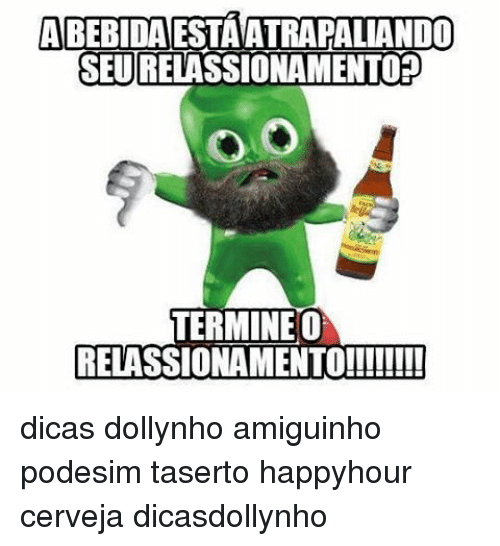 A BEBIDA ESTÁ ATRAPALIANDO
SEU RELASSIONAMENTO?
TERMINE O
RELASSIONAMENTO!!!!!!!!!
dicas dollynho amiguinho
podesim taserto happyhour
cerveja dicasdollynho